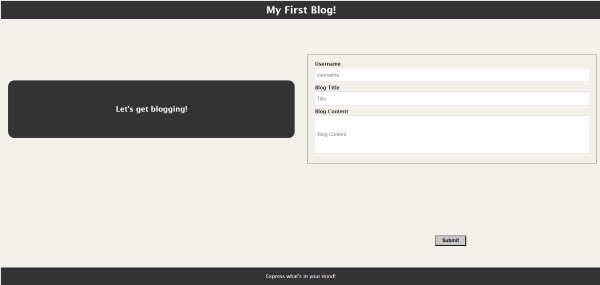 My First Blog!
Let's get blogging!
Username
username
Blog Title
Title
Blog Content
Blog Content
Submit
Express what's in your mind!